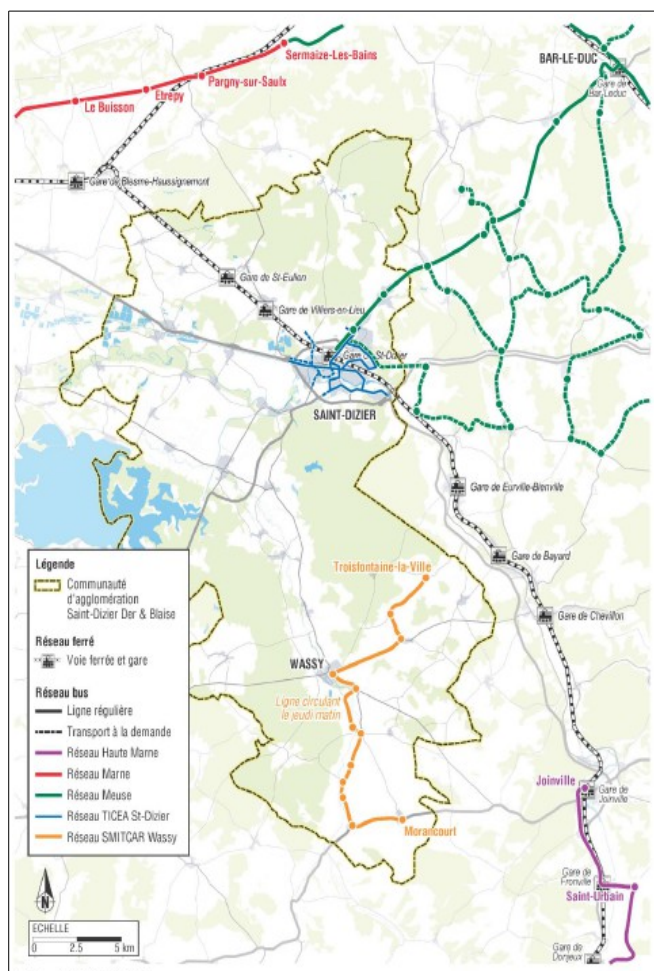 Sermaize-Les-Bains
Pargny-sur-Saulx
Etrepy
Le Buisson
BAR-LE-DUC
Gare de
Bar-Leduc
Gare de Blesme-Haussignemont
Gare de St-Eulien
Gare de Villiers-en-Lieu
Gare de St-Dizier
SAINT-DIZIER
Gare de Eurville-Bienville
Gare de Bayard
Gare de Chevillon
Troisfontaine-la-Ville
WASSY
Ligne circulant
le jeudi matin
Morancourt
Joinville
Gare de
Joinville
Gare de
Fronville
Saint-Urbain
Gare de
Donjeux
Légende
Communauté
d'agglomération
Saint-Dizier Der & Blaise
Réseau ferré
Voie ferrée et gare
Réseau bus
Ligne régulière
Transport à la demande
Réseau Haute Marne
Réseau Marne
Réseau Meuse
Réseau TICEA St-Dizier
Réseau SMITCAR Wassy
N
ECHELLE
0 2.5 5 km